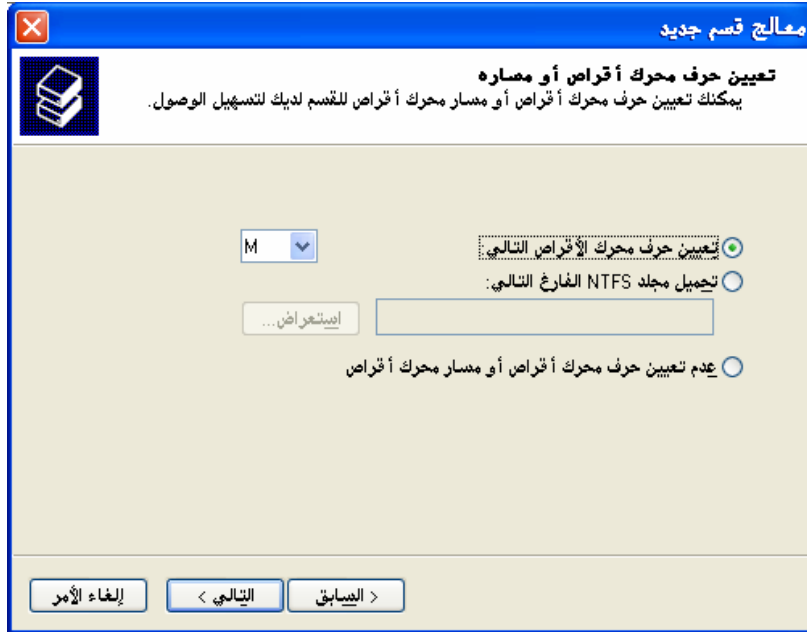 معالج قسم جديد
تعيين حرف محرك أقراص أو مساره
يمكنك تعيين حرف محرك أقراص أو مسار محرك أقراص للقسم لديك لتسهيل الوصول.
تعيين حرف محرك الأقراص التالي: M
تحميل مجلد NTFS الفارغ التالي:
استعراض...
عدم تعيين حرف محرك أقراص أو مسار محرك أقراص
< السابق
التالي >
إلغاء الأمر